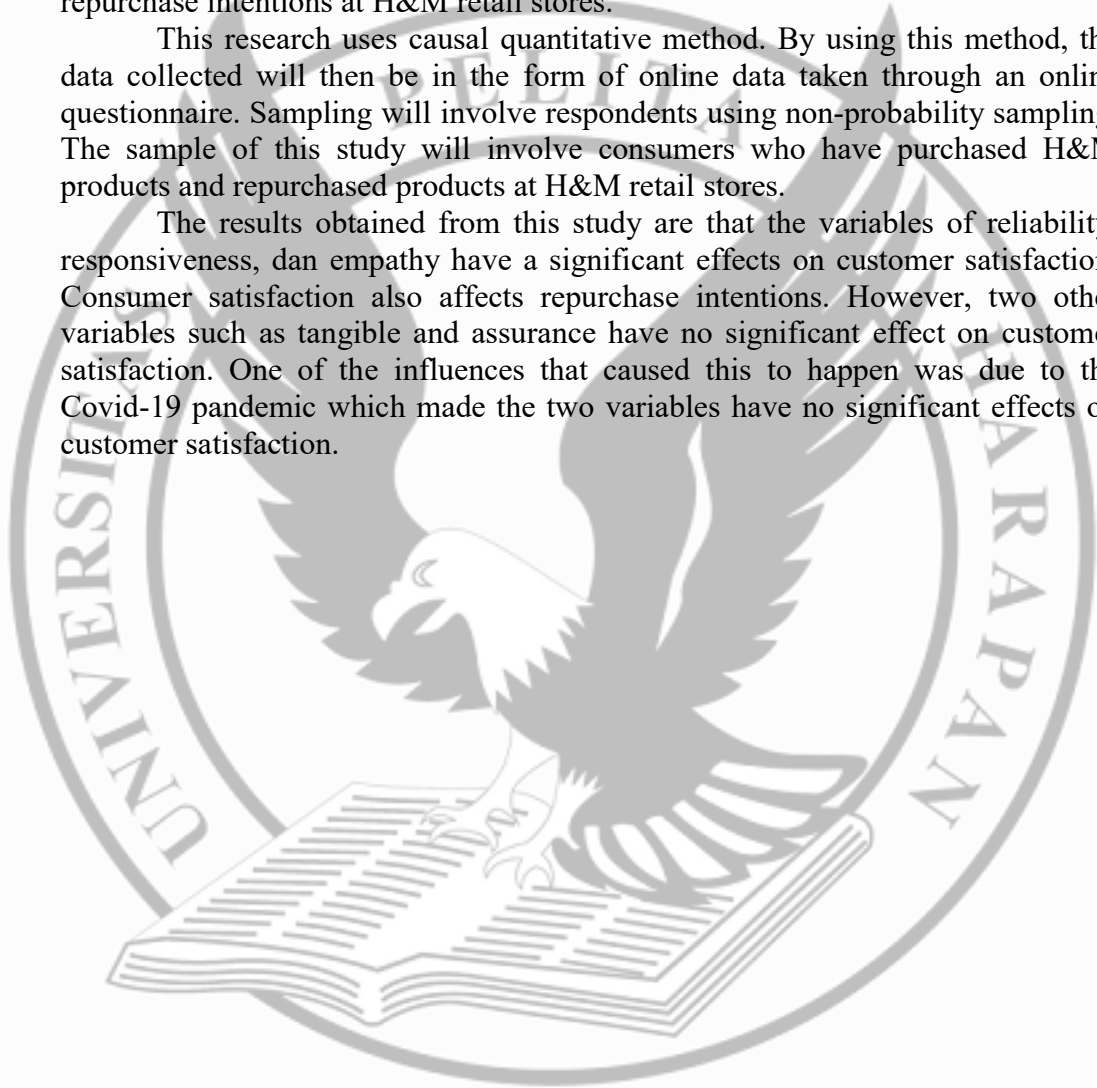 repurchase intentions at H&M retail stores.
This research uses causal quantitative method. By using this method,
data collected will then be in the form of online data taken through an
questionnaire. Sampling will involve respondents using non-probability sampling
The sample of this study will involve consumers who have purchased
products and repurchased products at H&M retail stores.
The results obtained from this study are that the variables of reliability
responsiveness, dan empathy have a significant effects on customer satisfaction
Consumer satisfaction also affects repurchase intentions. However, two
variables such as tangible and assurance have no significant effect on
satisfaction. One of the influences that caused this to happen was due to
Covid-19 pandemic which made the two variables have no significant effects
customer satisfaction.
UNIVERSITAS
PELITA
HARAPAN